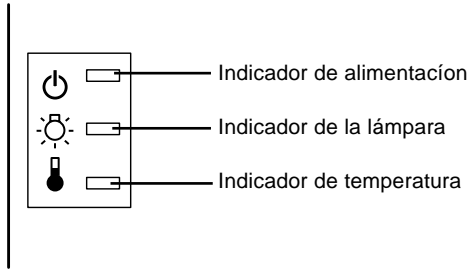 Indicador de alimentacíon
Indicador de la lámpara
Indicador de temperatura